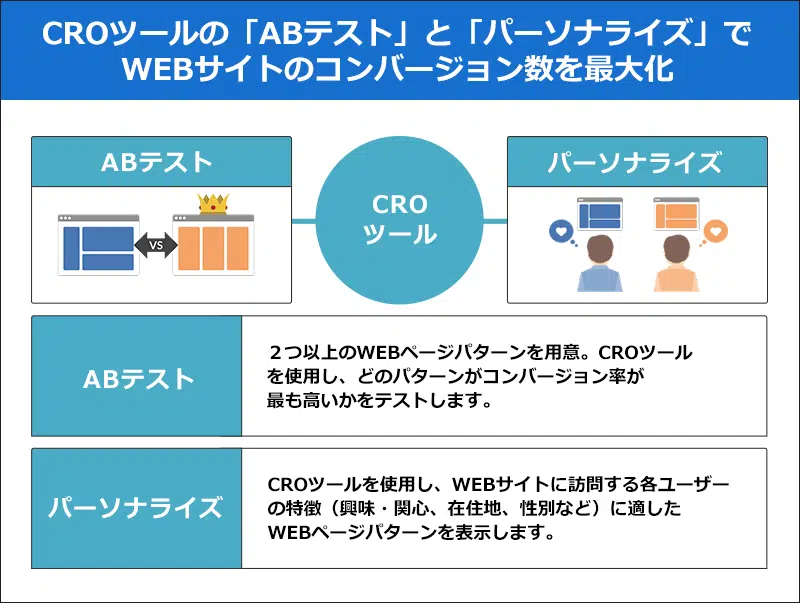 CROツールの「ABテスト」と「パーソナライズ」で
WEBサイトのコンバージョン数を最大化
ABテスト
VS
CRO
ツール
パーソナライズ
ABテスト
２つ以上のWEBページパターンを用意。CROツール
を使用し、どのパターンがコンバージョン率が
最も高いかをテストします。
パーソナライズ
CROツールを使用し、WEBサイトに訪問する各ユーザー
の特徴（興味・関心、在住地、性別など）に適した
WEBページパターンを表示します。